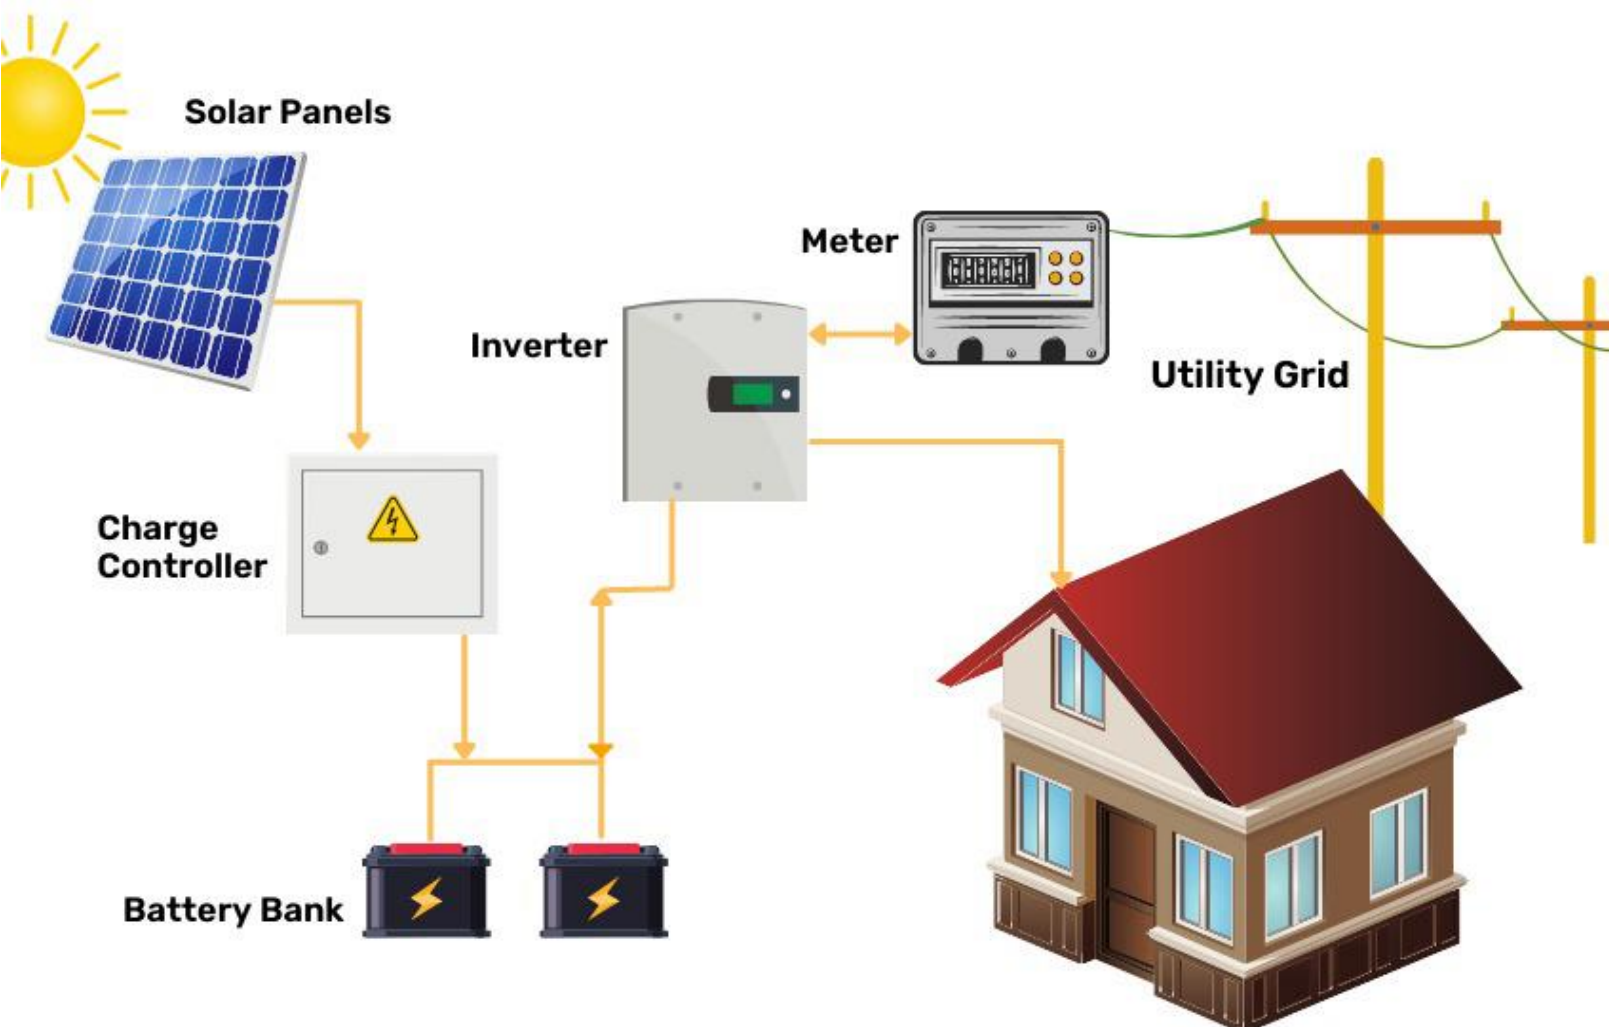 Solar Panels
Meter
Inverter
Utility Grid
Charge
Controller
Battery Bank